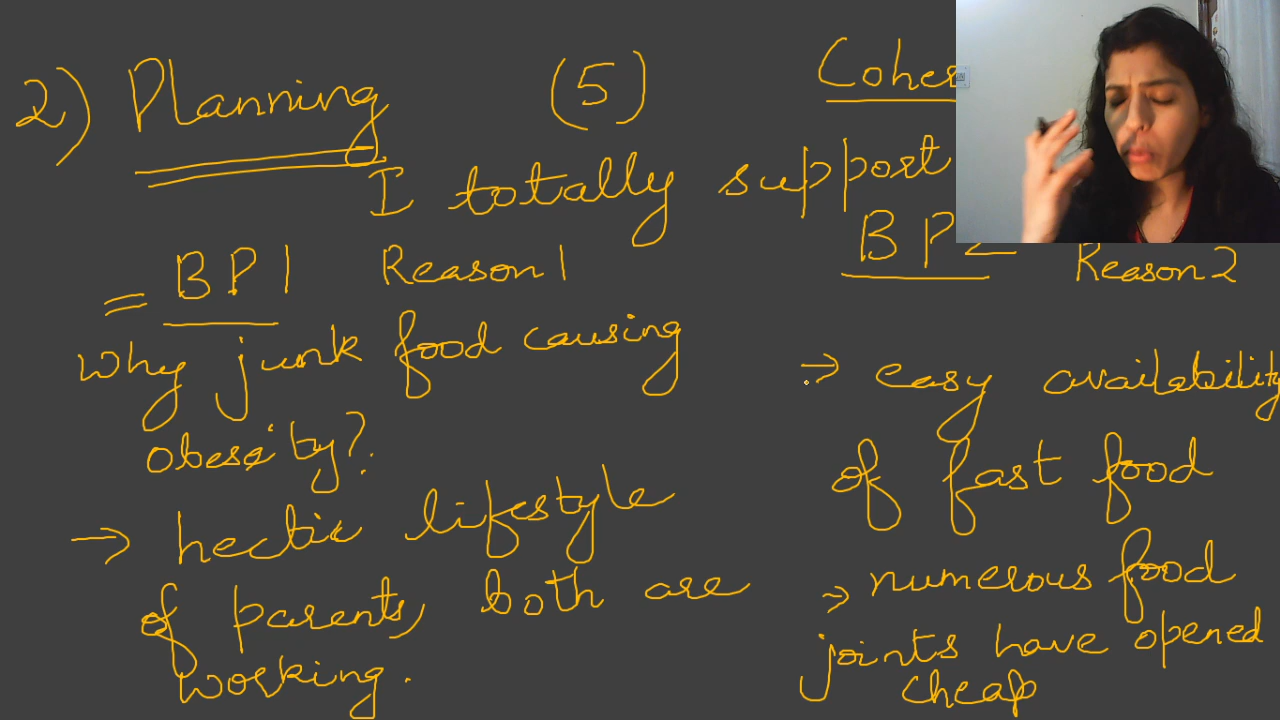 2) Planning (5)
I totally support
= BP1 Reason 1
Why junk food causing
obesity?
→ hectic lifestyle
of parents, both are
working.
BP2 Reason 2
→ easy availability
of fast food
→ numerous food
joints have opened
cheap